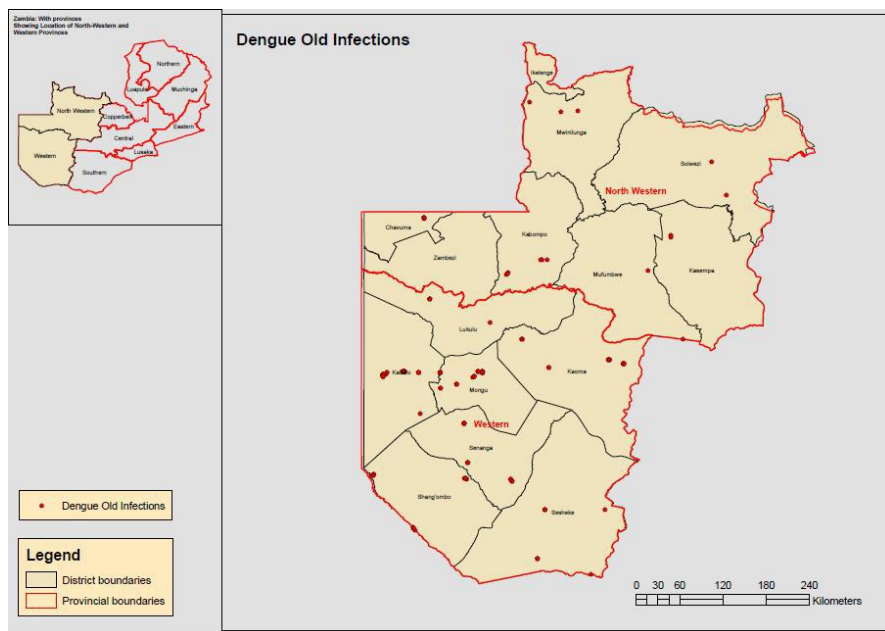 Zambia: With provinces
Showing Location of North-Western and
Western Provinces
Northern
Luapula
Muchinga
North Western
Copperbelt
Eastern
Central
Western
Lusaka
Southern
Dengue Old Infections
Ikelenge
Mwinilunga
Solwezi
North Western
Chavuma
Kabompo
Zambezi
Mufumbwe
Kasempa
Lukulu
Kalabo
Kaoma
Mongu
Western
Senanga
Shang'ombo
Sesheke
Dengue Old Infections
Legend
District boundaries
Provincial boundaries
0 30 60 120 180 240
Kilometers